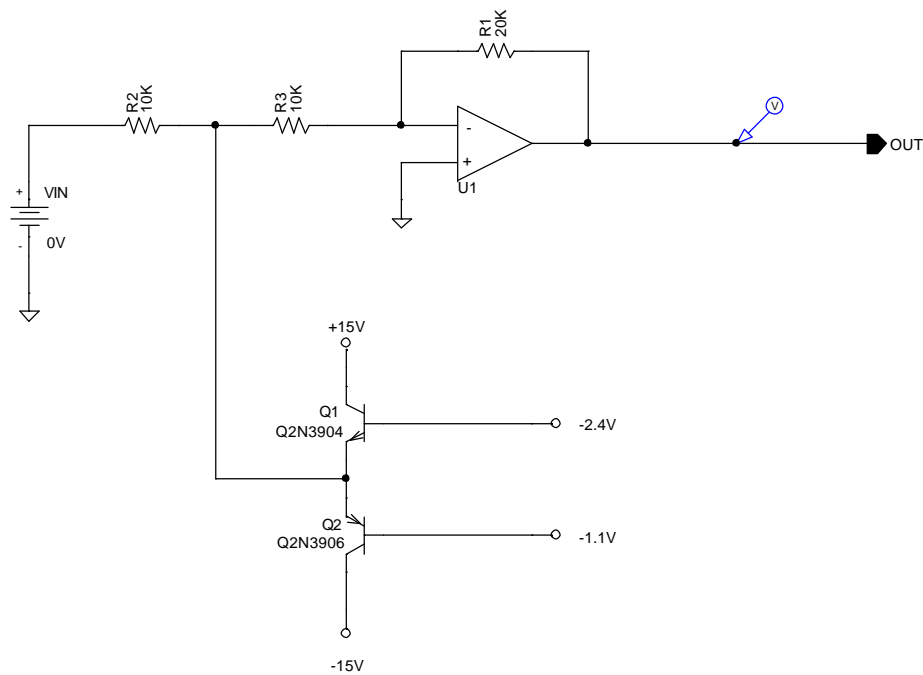 R1
20K
R2
10K
R3
10K
V
-
+
U1
OUT
+
VIN
-
0V
+15V
Q1
Q2N3904
-2.4V
Q2
Q2N3906
-1.1V
-15V